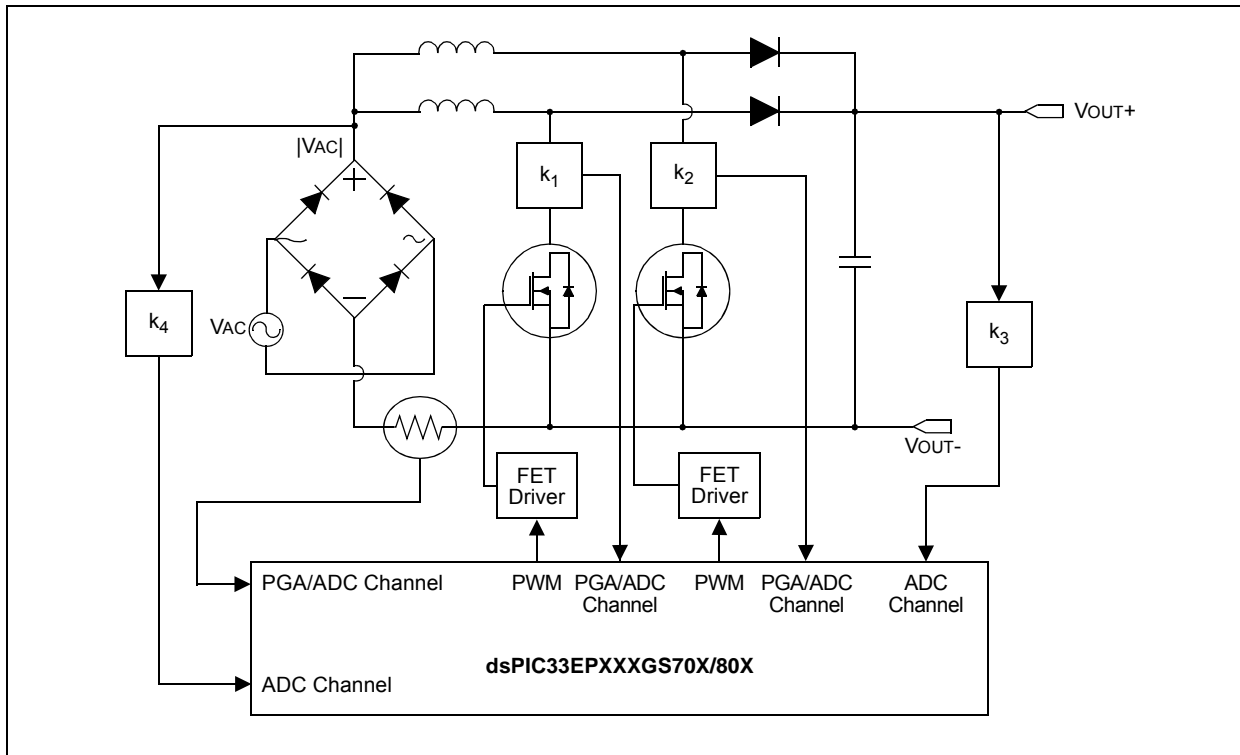 VOUT+
|VAC|
+
k1
k2
k4
VAC
k3
−
VOUT-
FET
Driver
FET
Driver
PGA/ADC Channel
PWM
PGA/ADC
Channel
PWM
PGA/ADC
Channel
ADC
Channel
dsPIC33EPXXXGS70X/80X
ADC Channel